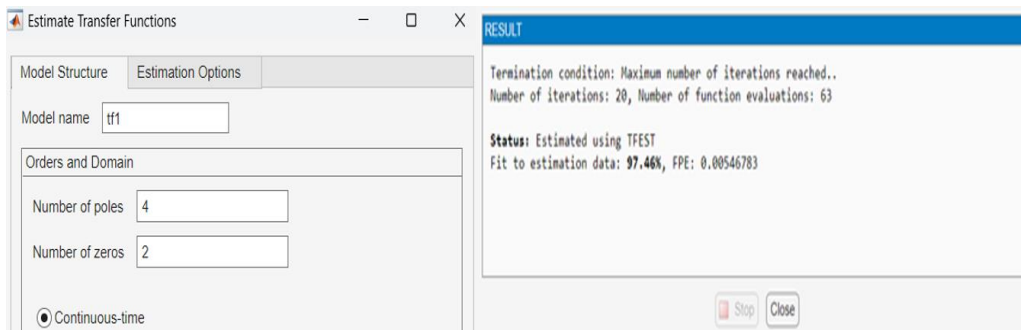 Estimate Transfer Functions
Model Structure
Estimation Options
Model name tf1
Orders and Domain
Number of poles 4
Number of zeros 2
Continuous-time
RESULT
Termination condition: Maximum number of iterations reached..
Number of iterations: 20, Number of function evaluations: 63
Status: Estimated using TFEST
Fit to estimation data: 97.46%, FPE: 0.00546783
Stop Close